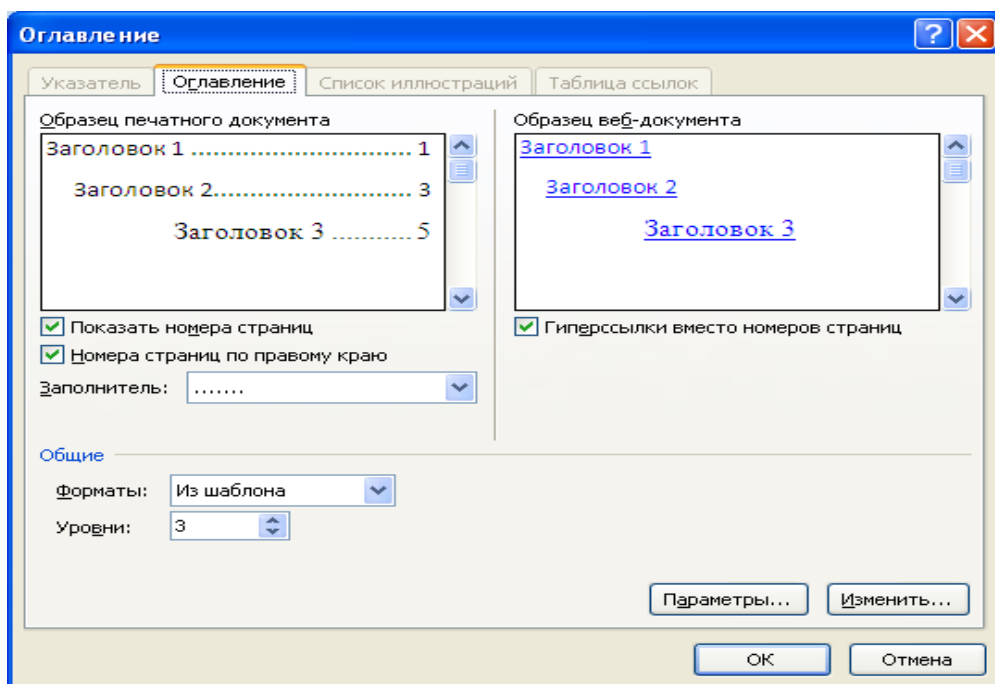 Оглавление
Указатель Оглавление Список иллюстраций Таблица ссылок
Образец печатного документа
Заголовок 1 ............................ 1
Заголовок 2....................... 3
Заголовок 3 ........... 5
Показать номера страниц
Номера страниц по правому краю
Заполнитель: .......
Образец веб-документа
Заголовок 1
Заголовок 2
Заголовок 3
Гиперссылки вместо номеров страниц
Общие
Форматы: Из шаблона
Уровни: 3
Параметры... Изменить...
ОК Отмена